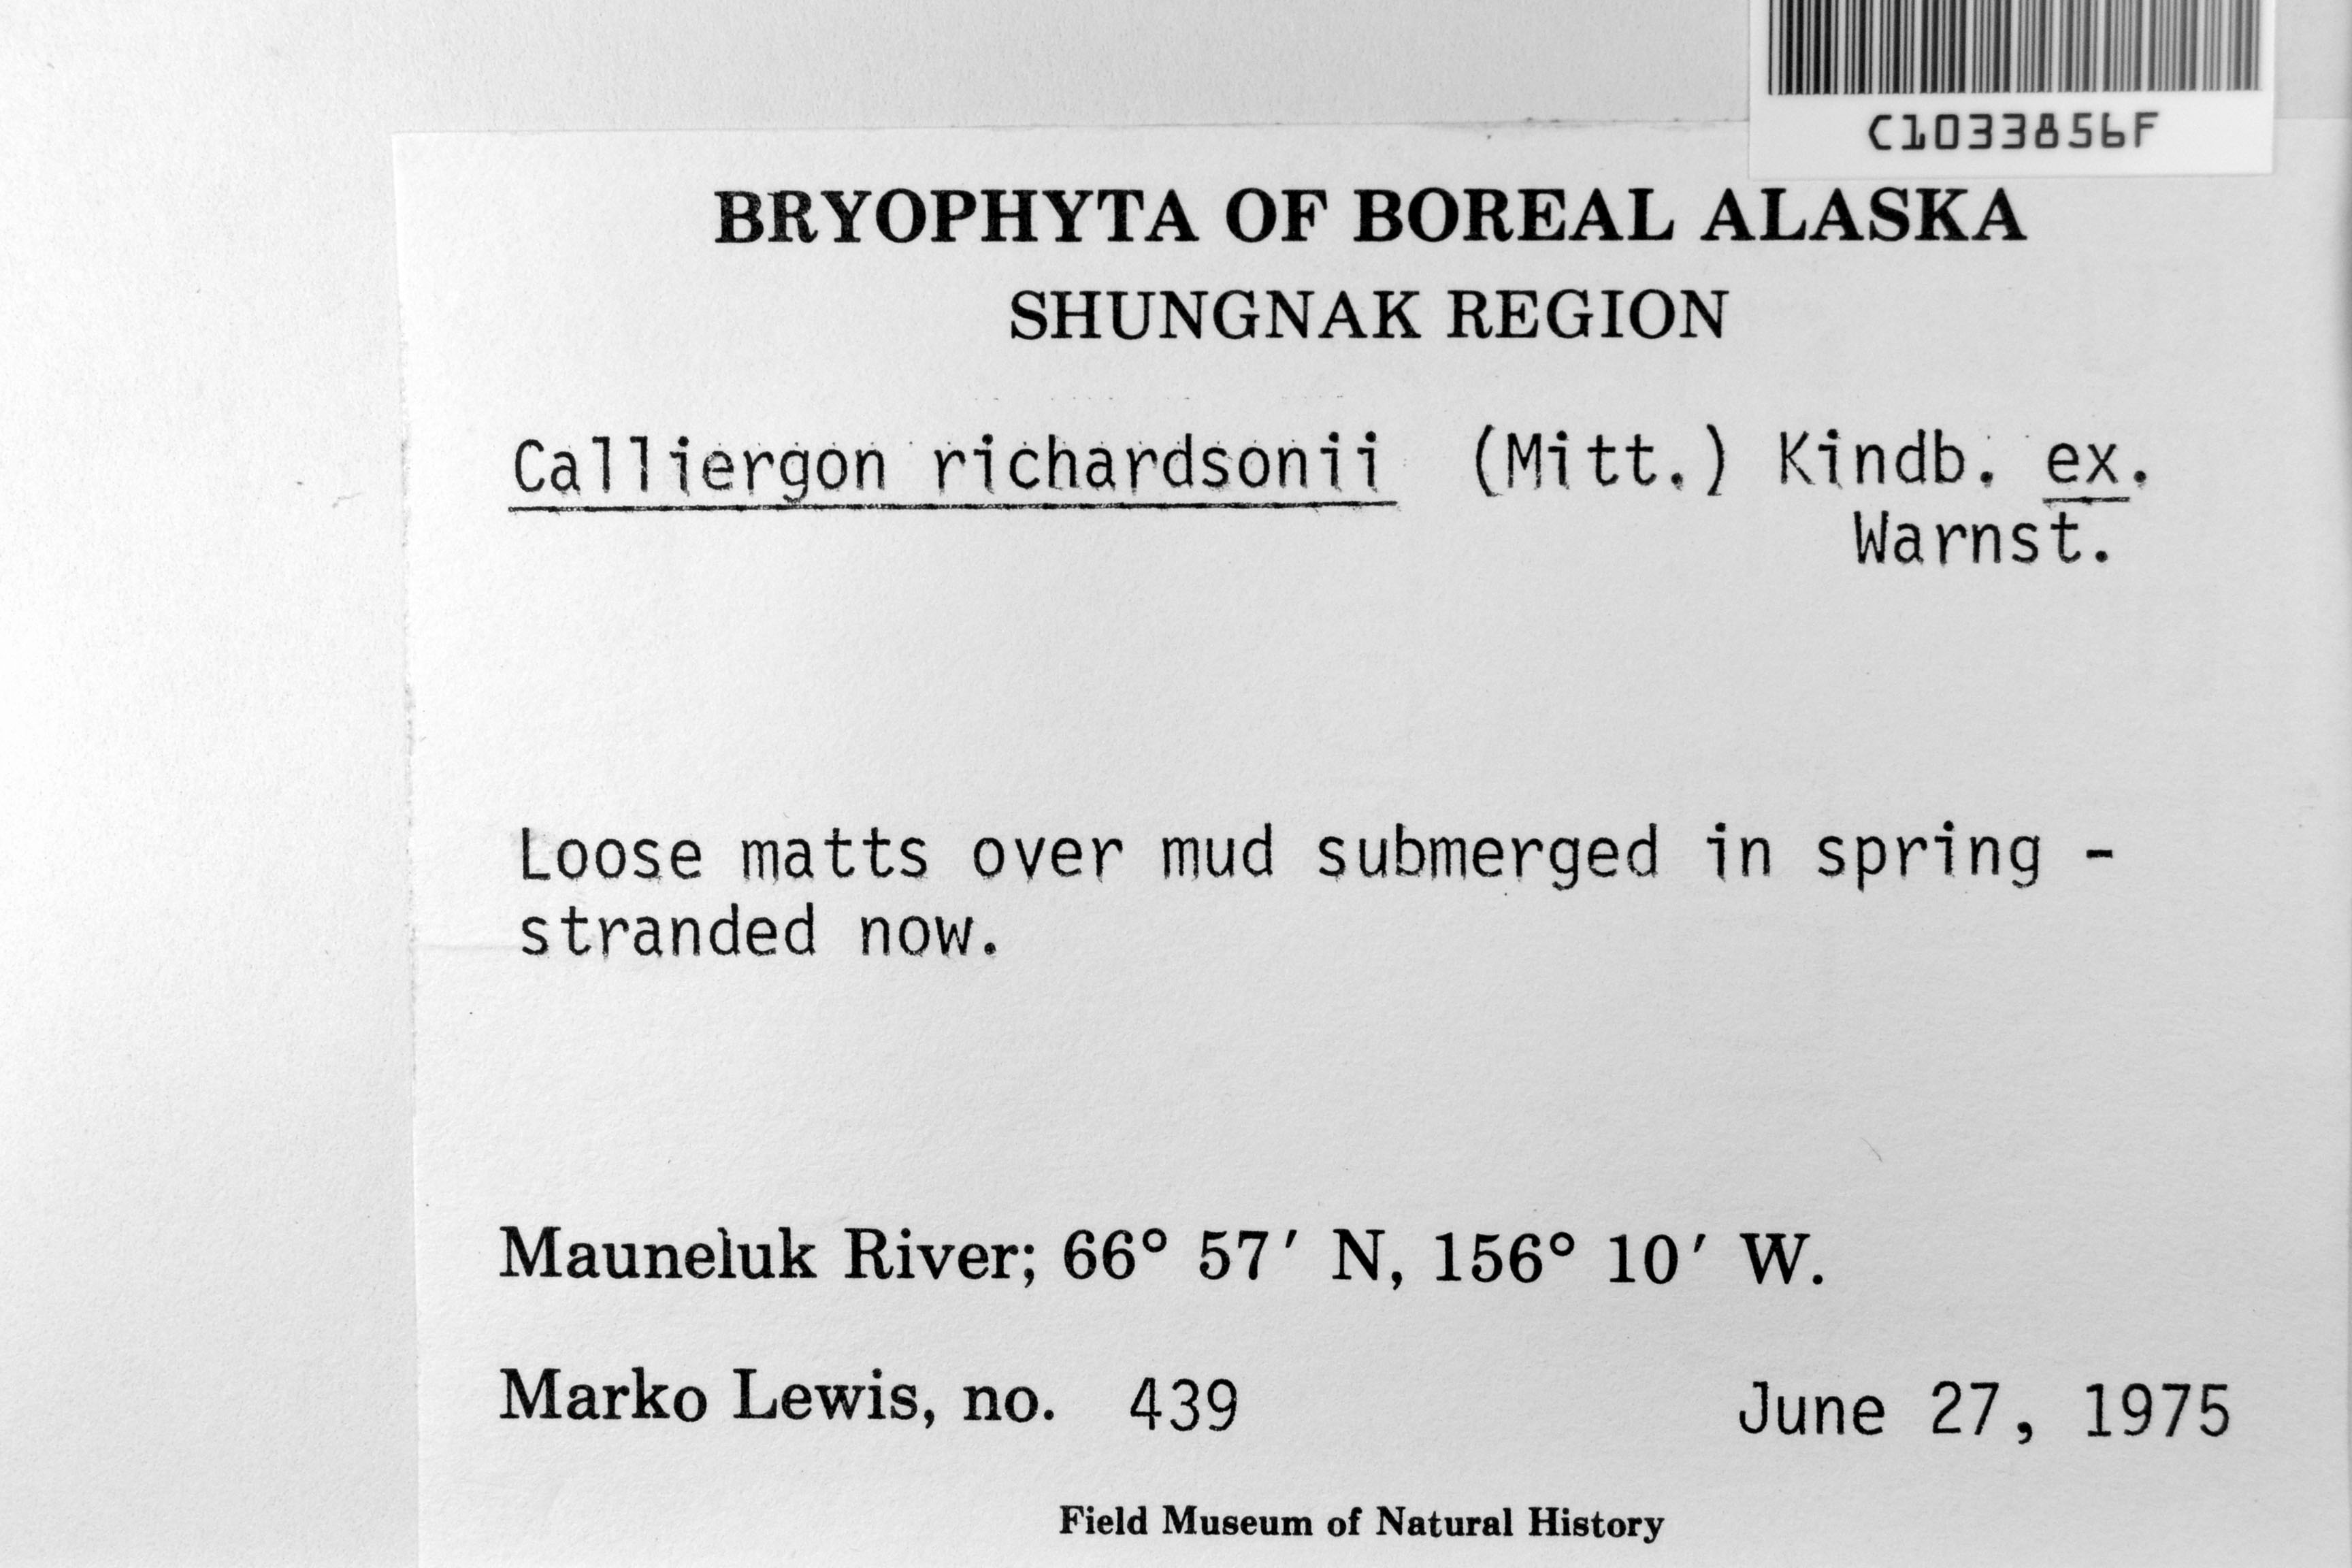 C1033856F
BRYOPHYTA OF BOREAL ALASKA
SHUNGNAK REGION
Calliergon richardsonii (Mitt.) Kindb. ex.
Warnst.
Loose matts over mud submerged in spring -
stranded now.
Mauneluk River; 66° 57′ N, 156° 10′ W.
Marko Lewis, no. 439 June 27, 1975
Field Museum of Natural History